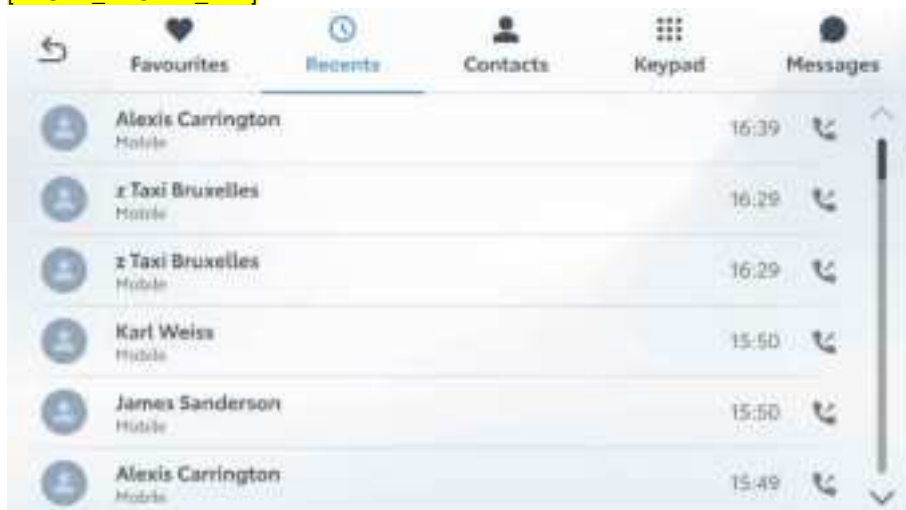 Favourites
Recents
Contacts
Keypad
Messages
Alexis Carrington
Mobile
16:39
z Taxi Bruxelles
Mobile
16:29
z Taxi Bruxelles
Mobile
16:29
Karl Weiss
Mobile
15:50
James Sanderson
Mobile
15:50
Alexis Carrington
Mobile
15:49